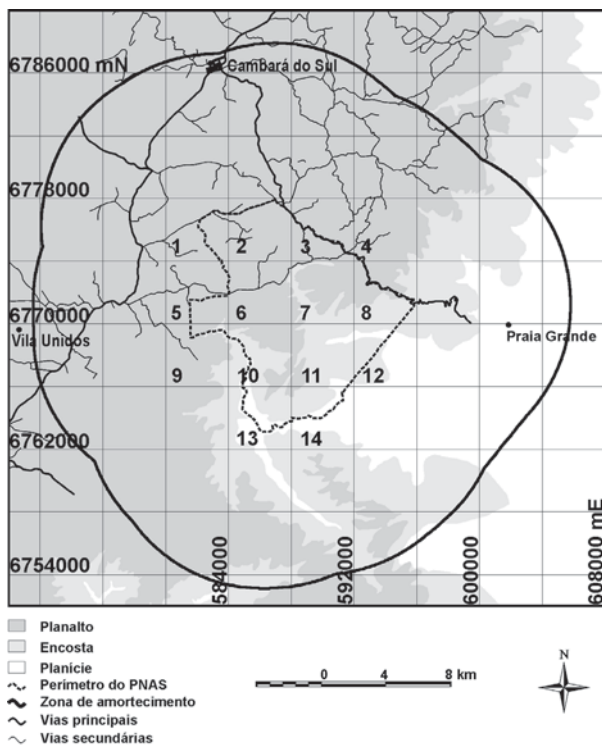 6786000 mN
Cambará do Sul
6778000
1 2 3 4
6770000
5 6 7 8
Vila Unidos
Praia Grande
9 10 11 12
6762000
13 14
6754000
584000
592000
600000
608000 mE
Planalto
Encosta
Planície
Perímetro do PNAS
Zona de amortecimento
Vias principais
Vias secundárias
0 4 8 km
N